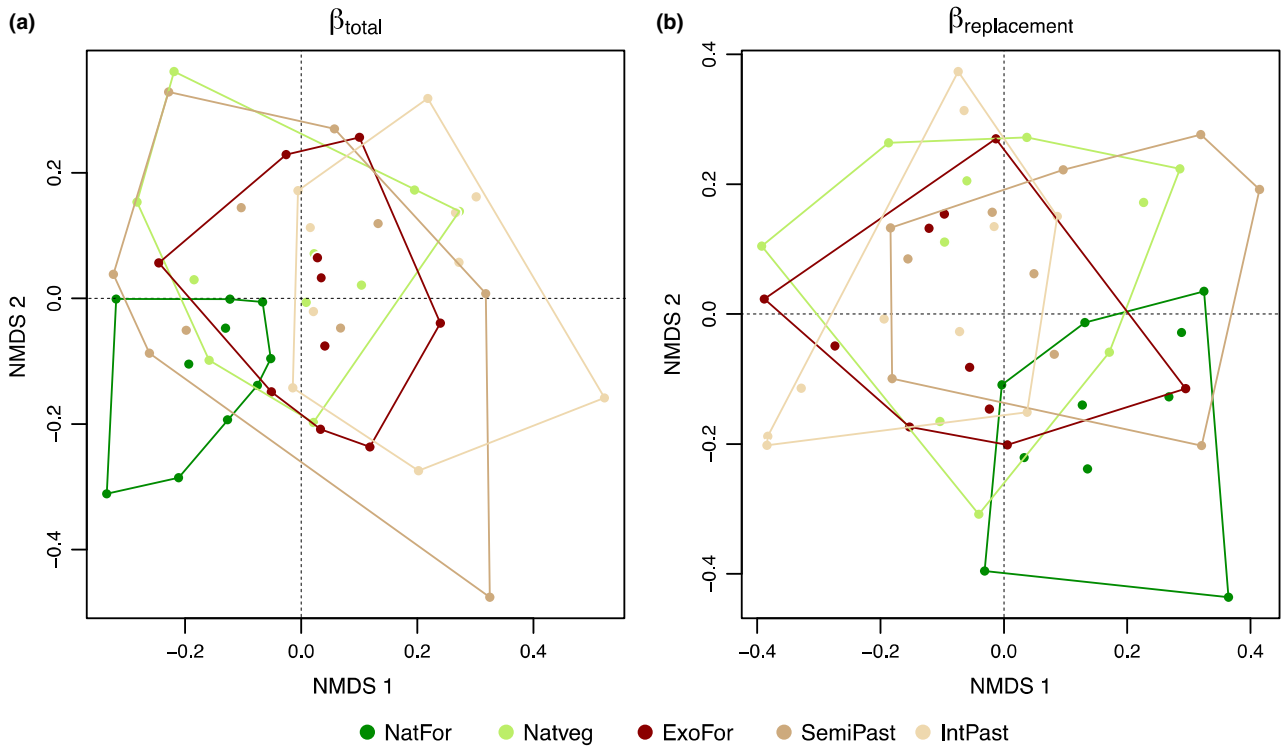 (a)
βtotal
0.2
0.0
−0.2
−0.4
NMDS 2
−0.2 0.0 0.2 0.4
NMDS 1
(b)
βreplacement
0.4
0.2
0.0
−0.2
−0.4
NMDS 2
−0.4 −0.2 0.0 0.2 0.4
NMDS 1
NatFor Natveg ExoFor SemiPast IntPast